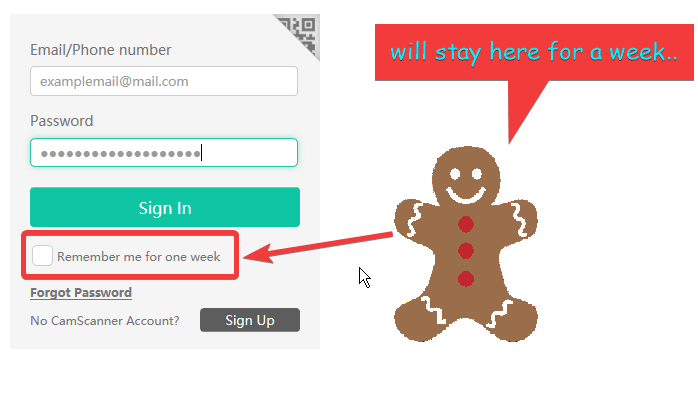 Email/Phone number
examplemail@mail.com
Password
Sign In
Remember me for one week
Forgot Password
No CamScanner Account?
Sign Up
will stay here for a week..